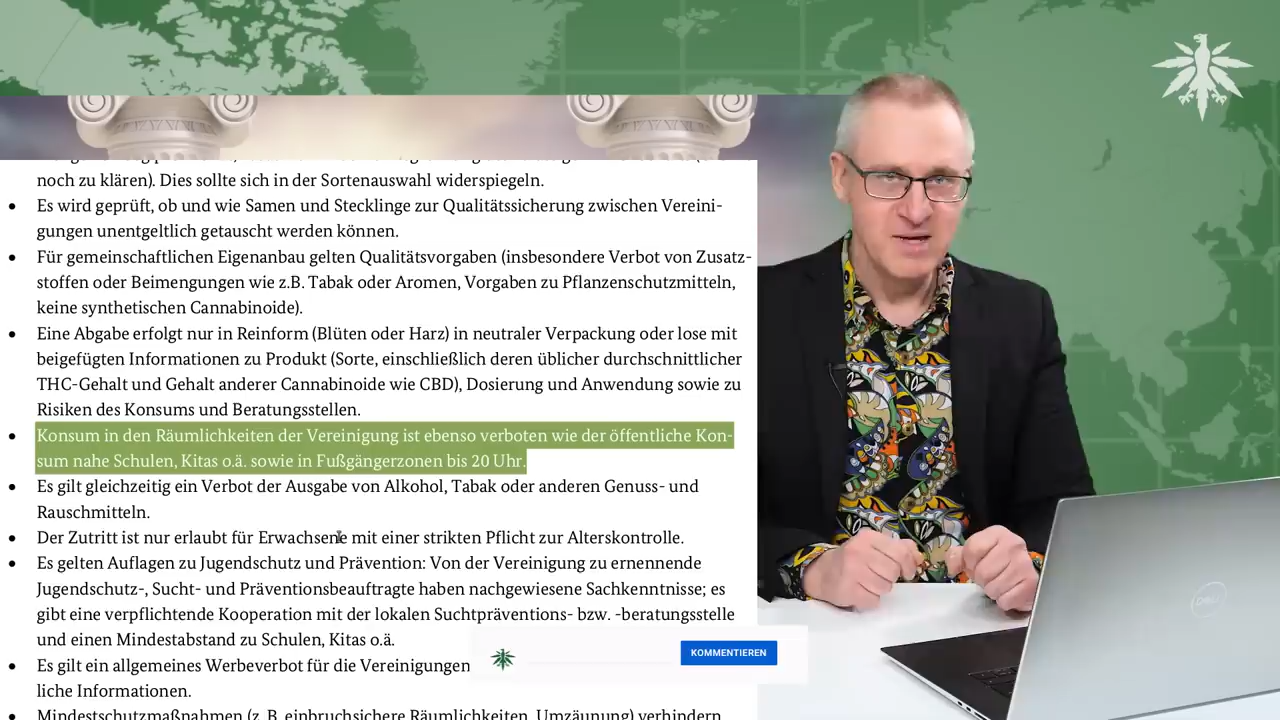 noch zu klären). Dies sollte sich in der Sortenauswahl widerspiegeln.
• Es wird geprüft, ob und wie Samen und Stecklinge zur Qualitätssicherung zwischen Vereini-
gungen unentgeltlich getauscht werden können.
• Für gemeinschaftlichen Eigenanbau gelten Qualitätsvorgaben (insbesondere Verbot von Zusatz-
stoffen oder Beimengungen wie z.B. Tabak oder Aromen, Vorgaben zu Pflanzenschutzmitteln,
keine synthetischen Cannabinoide).
• Eine Abgabe erfolgt nur in Reinform (Blüten oder Harz) in neutraler Verpackung oder lose mit
beigefügten Informationen zu Produkt (Sorte, einschließlich deren üblicher durchschnittlicher
THC-Gehalt und Gehalt anderer Cannabinoide wie CBD), Dosierung und Anwendung sowie zu
Risiken des Konsums und Beratungsstellen.
• Konsum in den Räumlichkeiten der Vereinigung ist ebenso verboten wie der öffentliche Kon-
sum nahe Schulen, Kitas o.ä. sowie in Fußgängerzonen bis 20 Uhr.
• Es gilt gleichzeitig ein Verbot der Ausgabe von Alkohol, Tabak oder anderen Genuss- und
Rauschmitteln.
• Der Zutritt ist nur erlaubt für Erwachsene mit einer strikten Pflicht zur Alterskontrolle.
• Es gelten Auflagen zu Jugendschutz und Prävention: Von der Vereinigung zu ernennende
Jugendschutz-, Sucht- und Präventionsbeauftragte haben nachgewiesene Sachkenntnisse; es
gibt eine verpflichtende Kooperation mit der lokalen Suchtpräventions- bzw. -beratungsstelle
und einen Mindestabstand zu Schulen, Kitas o.ä.
• Es gilt ein allgemeines Werbeverbot für die Vereinigungen
liche Informationen.
• Mindestschutzmaßnahmen (z. B. einbruchsichere Räumlichkeiten, Umzäunung) verhindern
KOMMENTIEREN
DELL